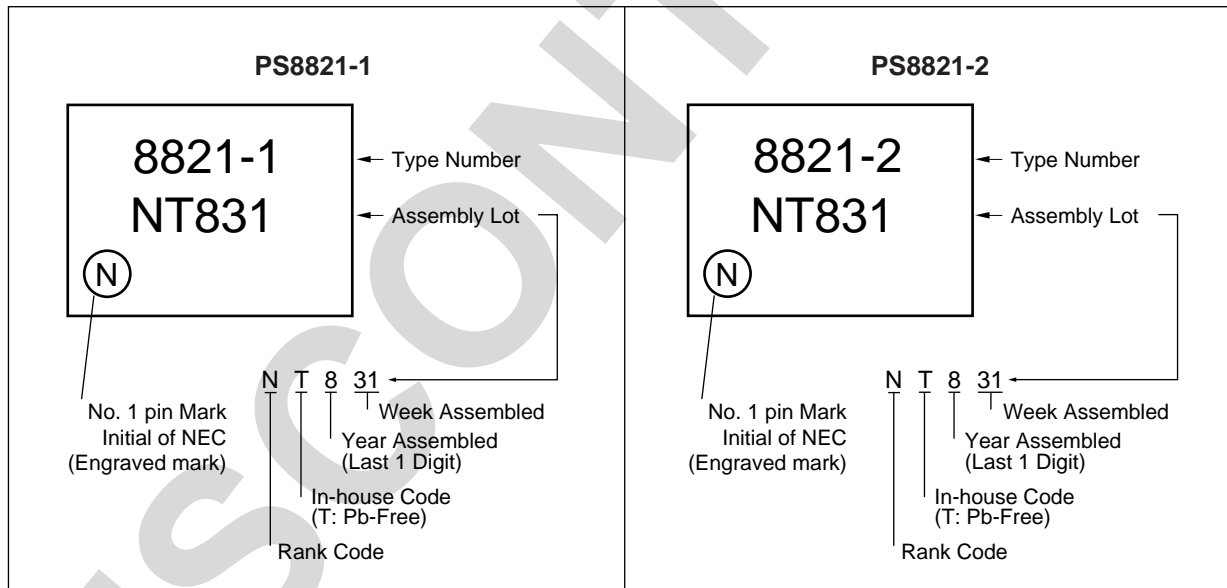 PS8821-1
8821-1
Type Number
NT831
Assembly Lot
N
N T 8 31
No. 1 pin Mark
Initial of NEC
(Engraved mark)
Week Assembled
Year Assembled
(Last 1 Digit)
In-house Code
(T: Pb-Free)
Rank Code
PS8821-2
8821-2
Type Number
NT831
Assembly Lot
N
N T 8 31
No. 1 pin Mark
Initial of NEC
(Engraved mark)
Week Assembled
Year Assembled
(Last 1 Digit)
In-house Code
(T: Pb-Free)
Rank Code
SCONT